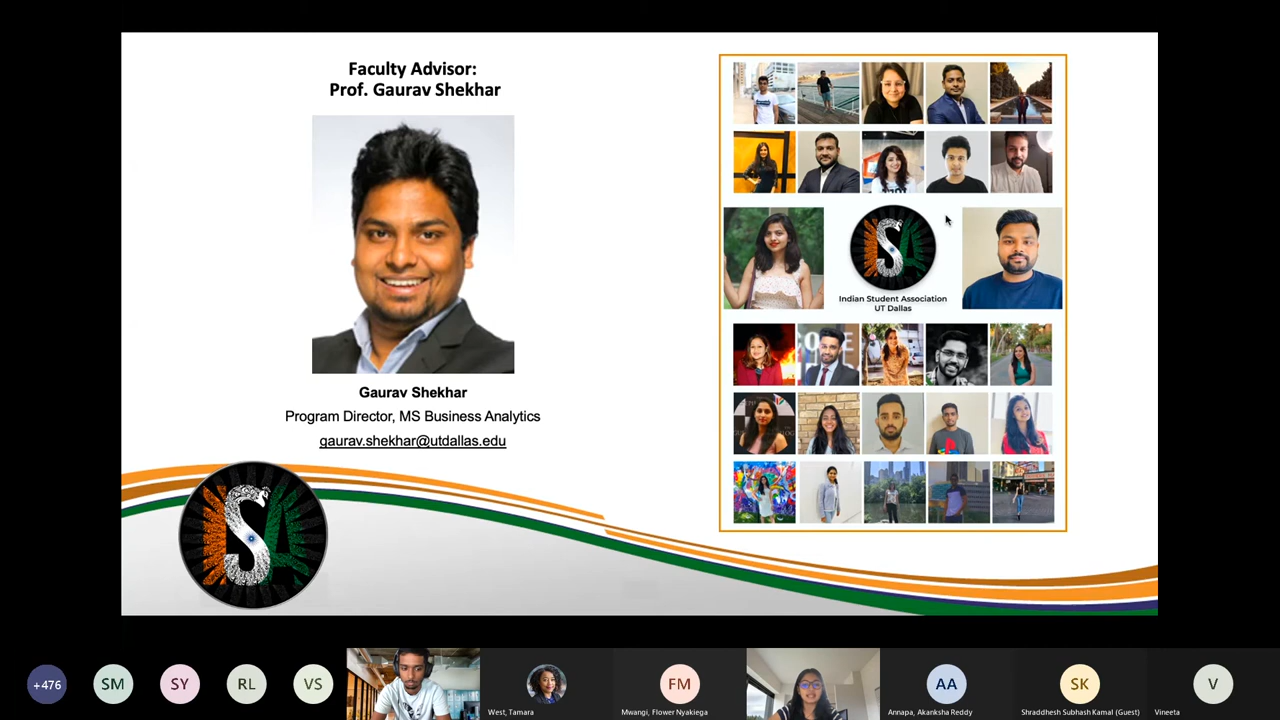 Faculty Advisor:
Prof. Gaurav Shekhar
Gaurav Shekhar
Program Director, MS Business Analytics
gaurav.shekhar@utdallas.edu
ISA
ISA
Indian Student Association
UT Dallas
+476
SM
SY
RL
VS
West, Tamara
FM
Mwangi, Flower Nyakiega
AA
Annapa, Akanksha Reddy
SK
Shraddhesh Subhash Kamal (Guest)
V
Vineeta